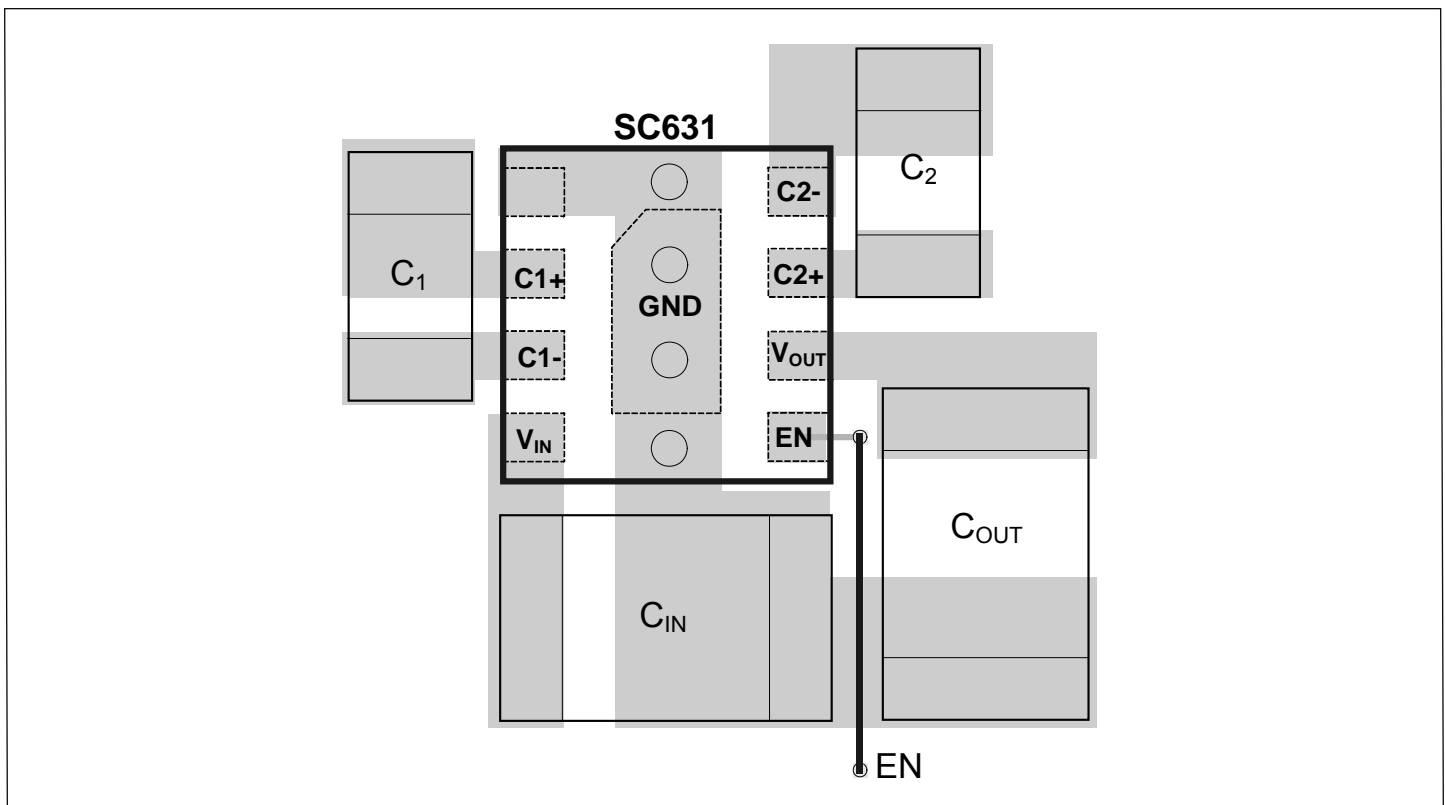 SC631
C2-
C2
C1
C1+
C2+
GND
C1-
VOUT
VIN
EN
COUT
CIN
EN